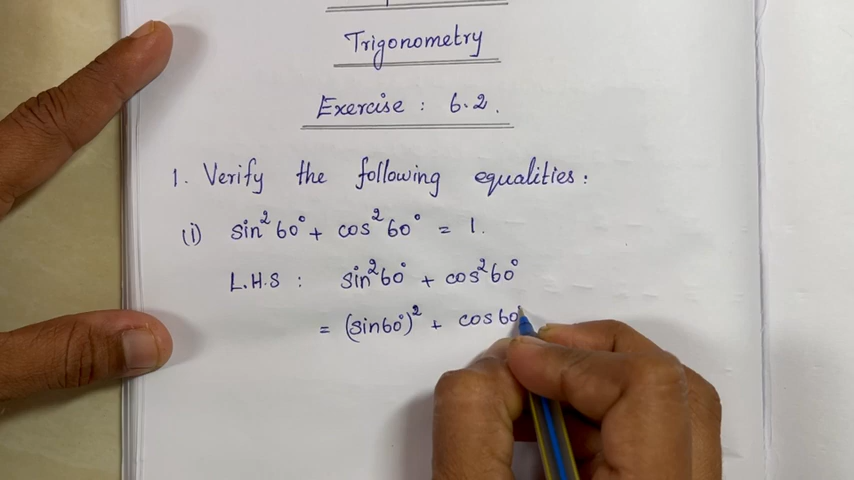 Trigonometry
Exercise : 6.2.
1. Verify the following equalities :
(i) sin²60° + cos²60° = 1.
L.H.S : sin²60° + cos²60°
= (sin60°)² + cos60